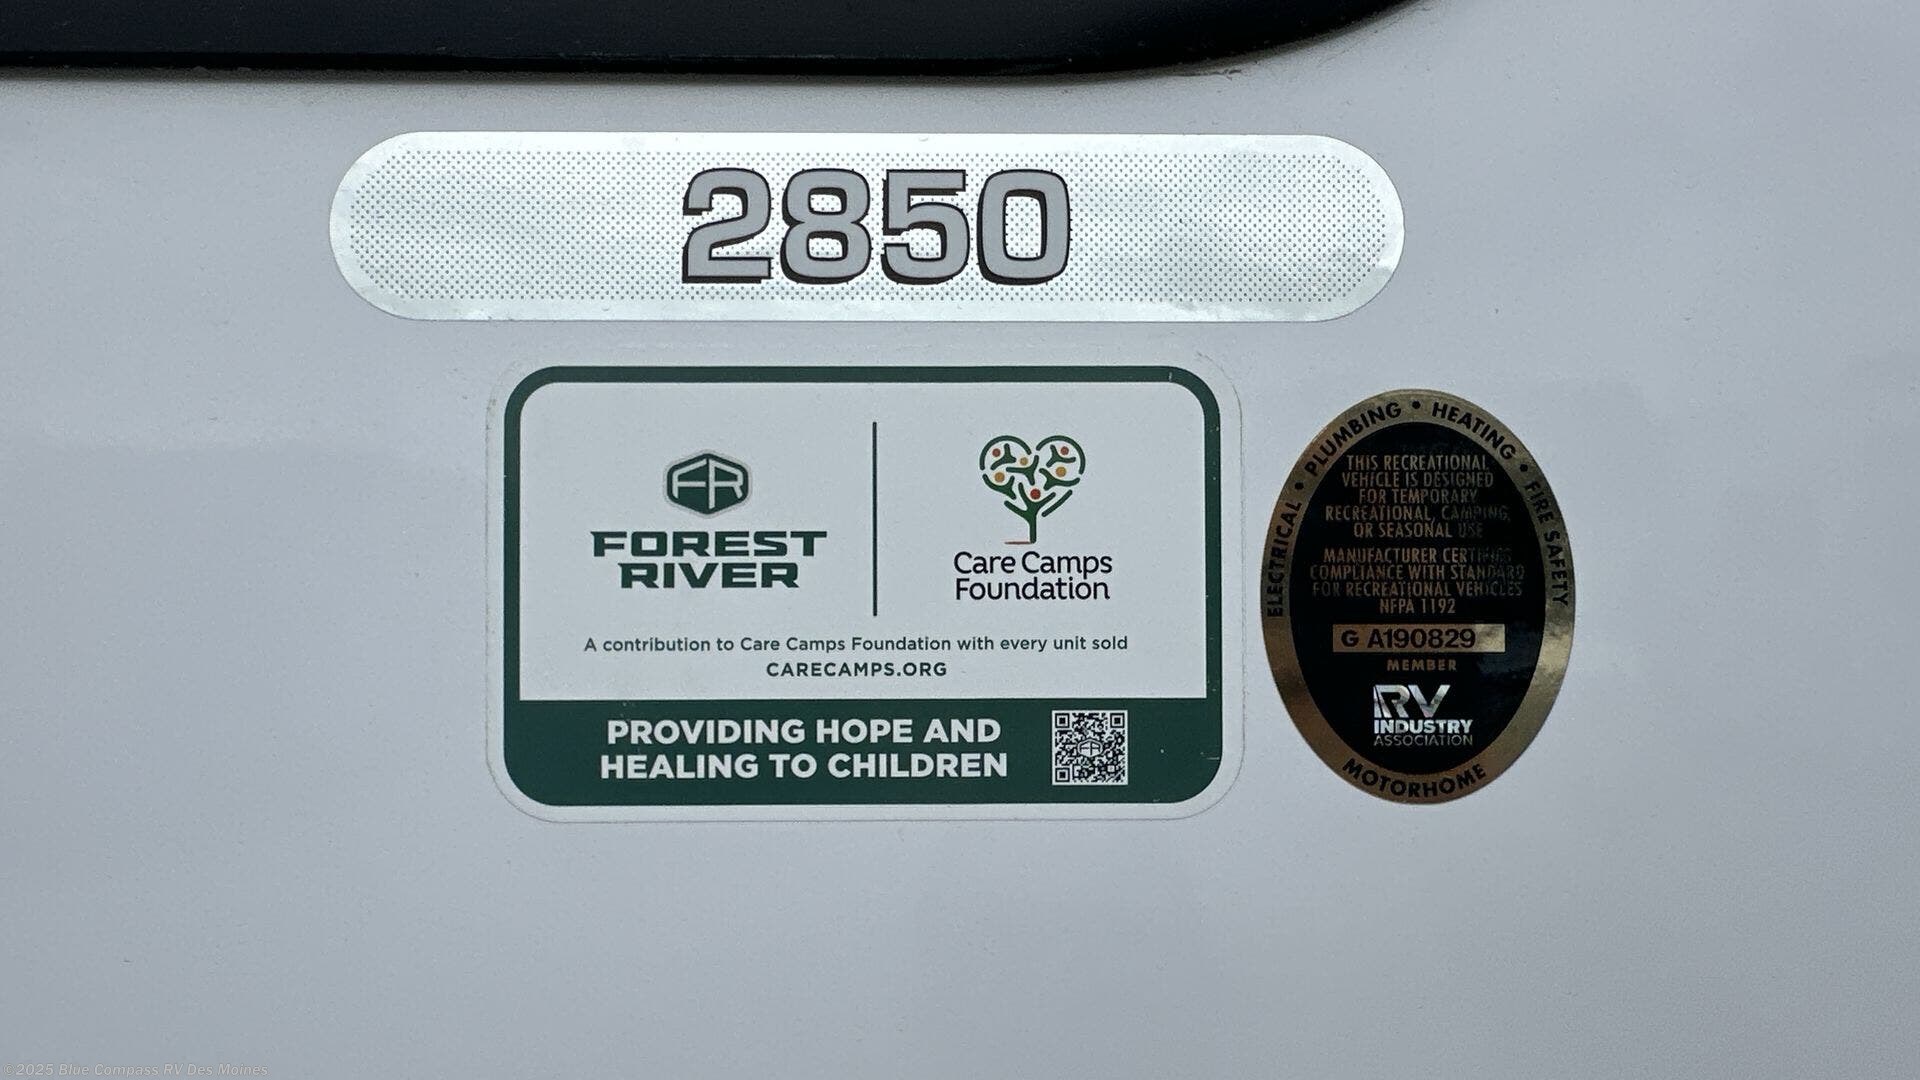 2850
FR
FOREST
RIVER
Care Camps
Foundation
A contribution to Care Camps Foundation with every unit sold
CARECAMPS.ORG
PROVIDING HOPE AND
HEALING TO CHILDREN
FR
ELECTRICAL • PLUMBING • HEATING • FIRE SAFETY
THIS RECREATIONAL
VEHICLE IS DESIGNED
FOR TEMPORARY
RECREATIONAL, CAMPING,
OR SEASONAL USE
MANUFACTURER CERTIFIES
COMPLIANCE WITH STANDARD
FOR RECREATIONAL VEHICLES
NFPA 1192
G A190829
MEMBER
RV
INDUSTRY
ASSOCIATION
MOTORHOME
©2025 Blue Compass RV Des Moines